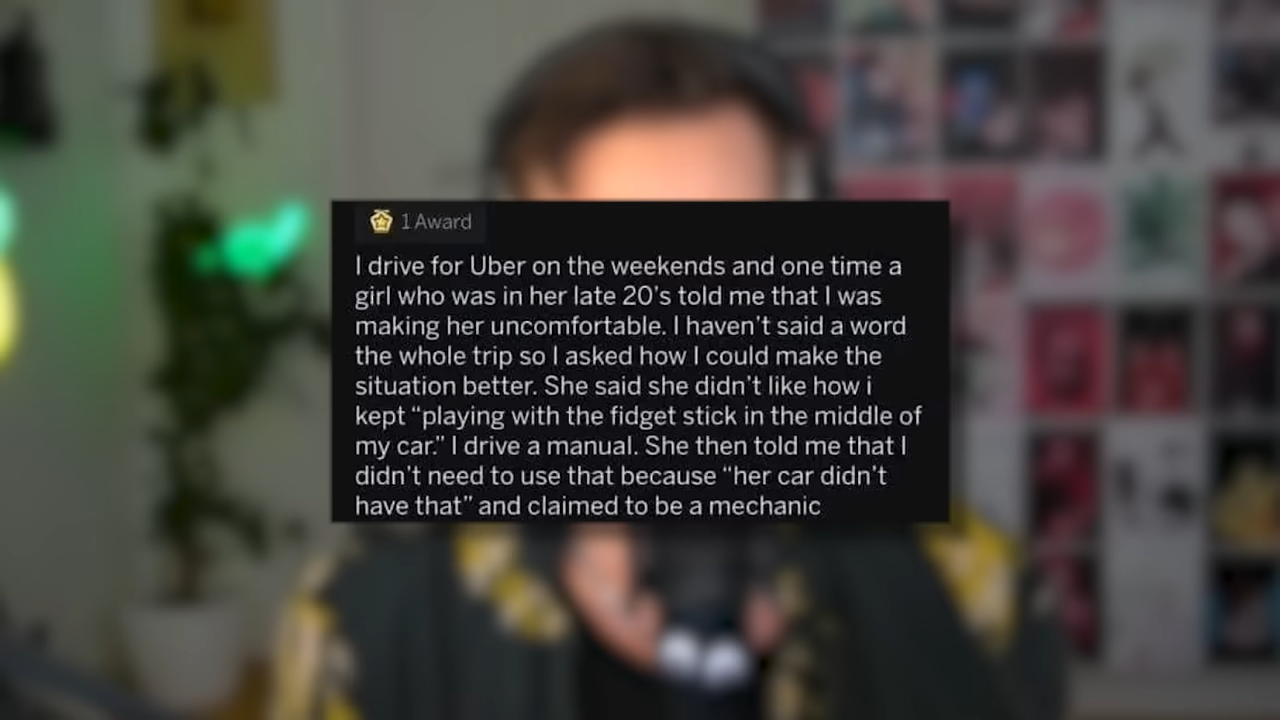 1 Award
I drive for Uber on the weekends and one time a
girl who was in her late 20's told me that I was
making her uncomfortable. I haven't said a word
the whole trip so I asked how I could make the
situation better. She said she didn't like how i
kept “playing with the fidget stick in the middle of
my car.” I drive a manual. She then told me that I
didn't need to use that because “her car didn't
have that” and claimed to be a mechanic